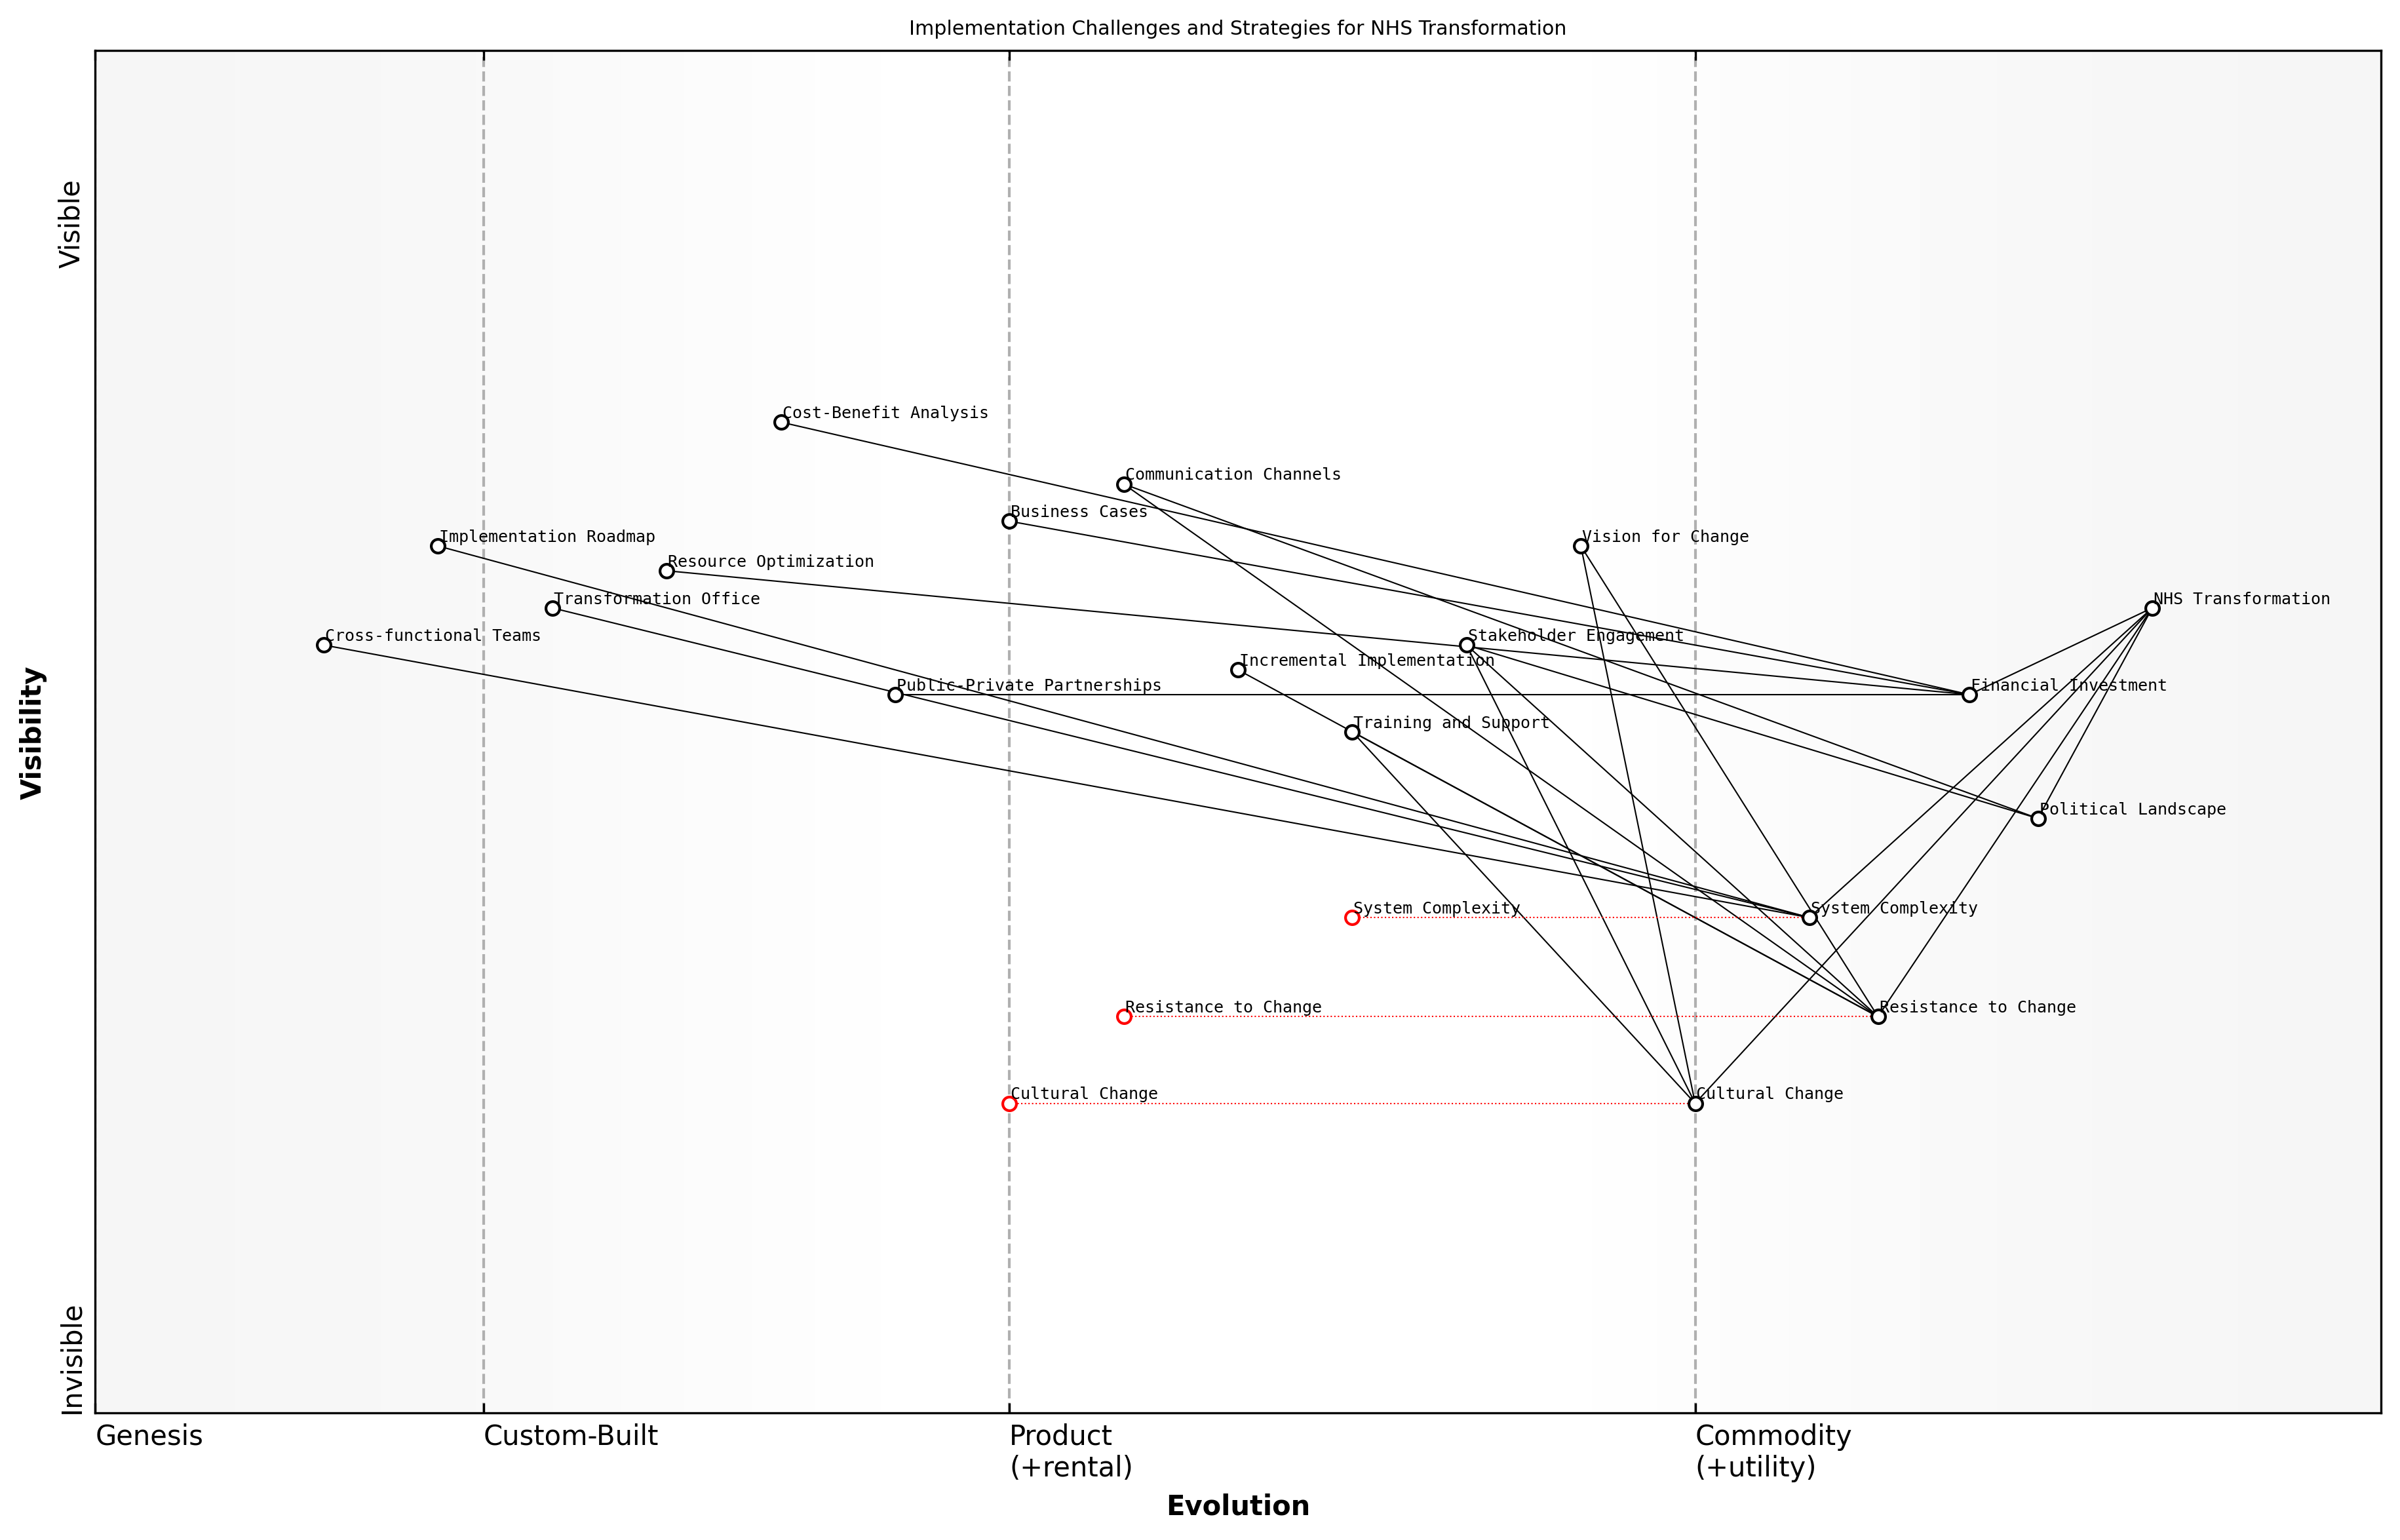 Implementation Challenges and Strategies for NHS Transformation
Visible
Cost-Benefit Analysis
Communication Channels
Business Cases
Implementation Roadmap
Vision for Change
Resource Optimization
Transformation Office
NHS Transformation
Cross-functional Teams
Stakeholder Engagement
Incremental Implementation
Public-Private Partnerships
Financial Investment
Training and Support
Visibility
Political Landscape
System Complexity
System Complexity
Resistance to Change
Resistance to Change
Cultural Change
Cultural Change
Invisible
Genesis
Custom-Built
Product
(+rental)
Commodity
(+utility)
Evolution